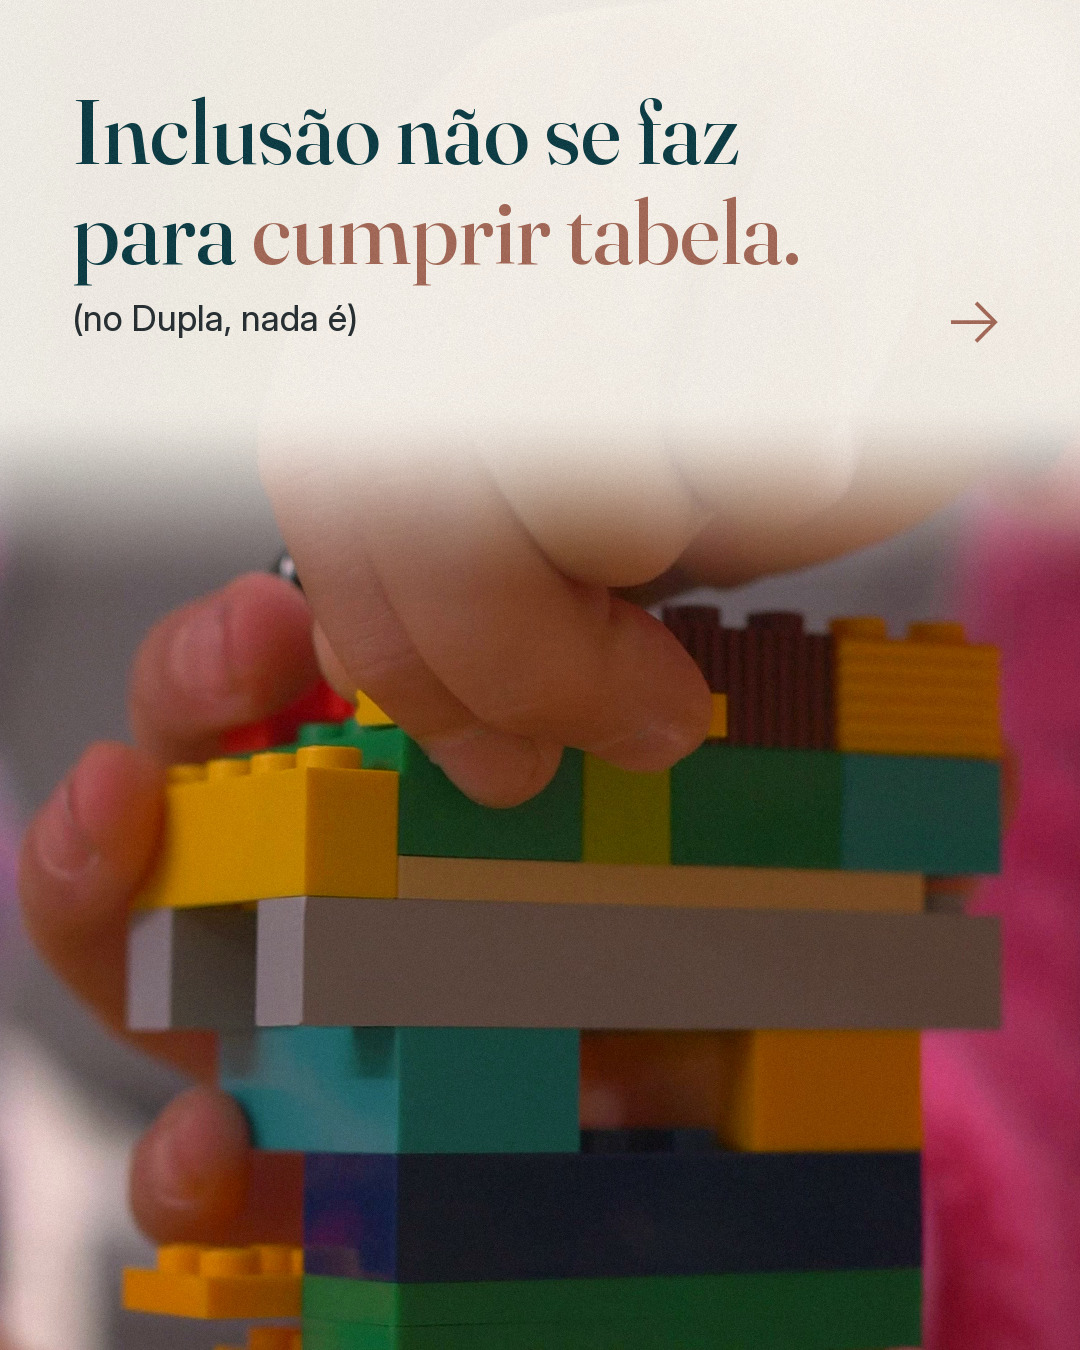 Inclusão não se faz
para cumprir tabela.
(no Dupla, nada é)